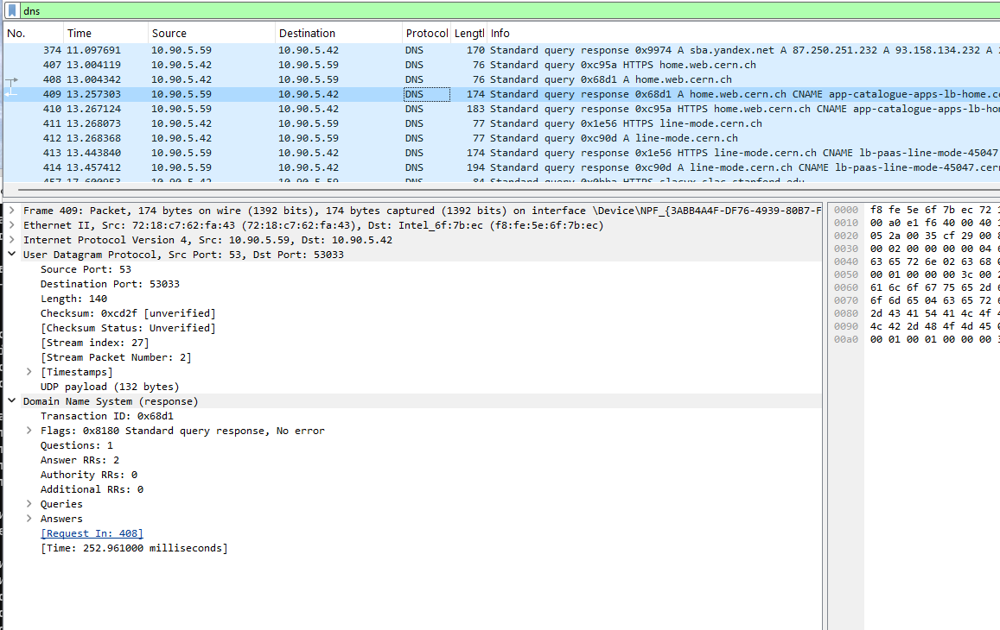 dns
No. Time Source Destination Protocol Lengtl Info
374 11.097691 10.90.5.59 10.90.5.42 DNS 170 Standard query response 0x9974 A sba.yandex.net A 87.250.251.232 A 93.158.134.232 A
407 13.004119 10.90.5.42 10.90.5.59 DNS 76 Standard query 0xc95a HTTPS home.web.cern.ch
408 13.004342 10.90.5.42 10.90.5.59 DNS 76 Standard query 0x68d1 A home.web.cern.ch
409 13.257303 10.90.5.59 10.90.5.42 DNS 174 Standard query response 0x68d1 A home.web.cern.ch CNAME app-catalogue-apps-lb-home.c
410 13.267124 10.90.5.59 10.90.5.42 DNS 183 Standard query response 0xc95a HTTPS home.web.cern.ch CNAME app-catalogue-apps-lb-ho
411 13.268073 10.90.5.42 10.90.5.59 DNS 77 Standard query 0x1e56 HTTPS line-mode.cern.ch
412 13.268368 10.90.5.42 10.90.5.59 DNS 77 Standard query 0xc90d A line-mode.cern.ch
413 13.443840 10.90.5.59 10.90.5.42 DNS 174 Standard query response 0x1e56 HTTPS line-mode.cern.ch CNAME lb-paas-line-mode-45047
414 13.457412 10.90.5.59 10.90.5.42 DNS 194 Standard query response 0xc90d A line-mode.cern.ch CNAME lb-paas-line-mode-45047.cern
Frame 409: Packet, 174 bytes on wire (1392 bits), 174 bytes captured (1392 bits) on interface \Device\NPF_{3ABB4A4F-DF76-4939-80B7-F
Ethernet II, Src: 72:18:c7:62:fa:43 (72:18:c7:62:fa:43), Dst: Intel_6f:7b:ec (f8:fe:5e:6f:7b:ec)
Internet Protocol Version 4, Src: 10.90.5.59, Dst: 10.90.5.42
User Datagram Protocol, Src Port: 53, Dst Port: 53033
Source Port: 53
Destination Port: 53033
Length: 140
Checksum: 0xcd2f [unverified]
[Checksum Status: Unverified]
[Stream index: 27]
[Stream Packet Number: 2]
[Timestamps]
UDP payload (132 bytes)
Domain Name System (response)
Transaction ID: 0x68d1
Flags: 0x8180 Standard query response, No error
Questions: 1
Answer RRs: 2
Authority RRs: 0
Additional RRs: 0
Queries
Answers
[Request In: 408]
[Time: 252.961000 milliseconds]
0000 f8 fe 5e 6f 7b ec 72
0010 00 a0 e1 f6 40 00 40
0020 05 2a 00 35 cf 29 00
0030 00 02 00 00 00 00 04
0040 63 65 72 6e 02 63 68
0050 00 01 00 00 00 3c 00
0060 61 6c 6f 67 75 65 2d
0070 6f 6d 65 04 63 65 72
0080 2d 43 41 54 41 4c 4f
0090 4c 42 2d 48 4f 4d 45
00a0 00 01 00 01 00 00 00